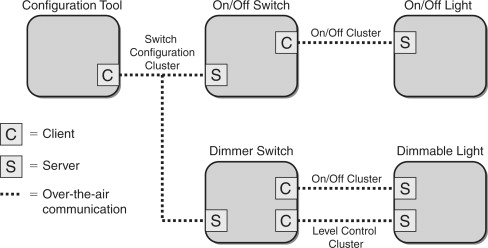 Configuration Tool
On/Off Switch
On/Off Light
Switch
Configuration
Cluster
On/Off Cluster
C
S
C
S
C = Client
S = Server
= Over-the-air
communication
Dimmer Switch
Dimmable Light
On/Off Cluster
C
S
S
C
S
Level Control
Cluster